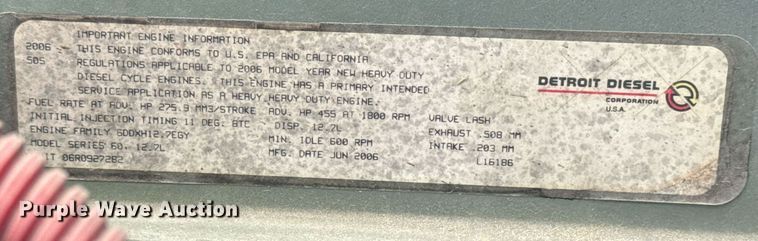 IMPORTANT ENGINE INFORMATION
2006 - THIS ENGINE CONFORMS TO U.S. EPA AND CALIFORNIA
50S REGULATIONS APPLICABLE TO 2006 MODEL YEAR NEW HEAVY DUTY
DIESEL CYCLE ENGINES. THIS ENGINE HAS A PRIMARY INTENDED
SERVICE APPLICATION AS A HEAVY HEAVY DUTY ENGINE.
FUEL RATE AT ADV. HP 275.9 MM3/STROKE ADV. HP 455 AT 1800 RPM VALVE LASH
INITIAL INJECTION TIMING 11 DEG. BTC DISP. 12.7L EXHAUST .508 MM
ENGINE FAMILY 6DDXH12.7EGY MIN. IDLE 600 RPM INTAKE .203 MM
MODEL SERIES 60, 12.7L MFG. DATE JUN 2006 L16186
IT 06R0927282
DETROIT DIESEL
CORPORATION
U.S.A.
Purple Wave Auction